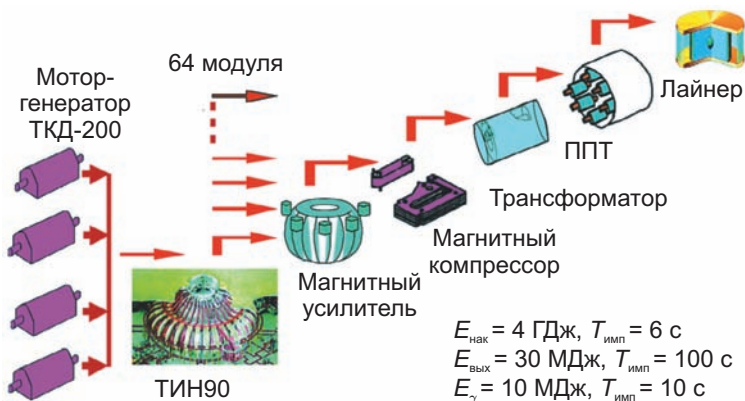 64 модуля
Мотор-
генератор
ТКД-200
Лайнер
ППТ
Трансформатор
Магнитный
компрессор
Магнитный
усилитель
ТИН90
Eнак = 4 ГДж, Tимп = 6 с
Eвых = 30 МДж, Tимп = 100 с
Eγ = 10 МДж, Tимп = 10 с